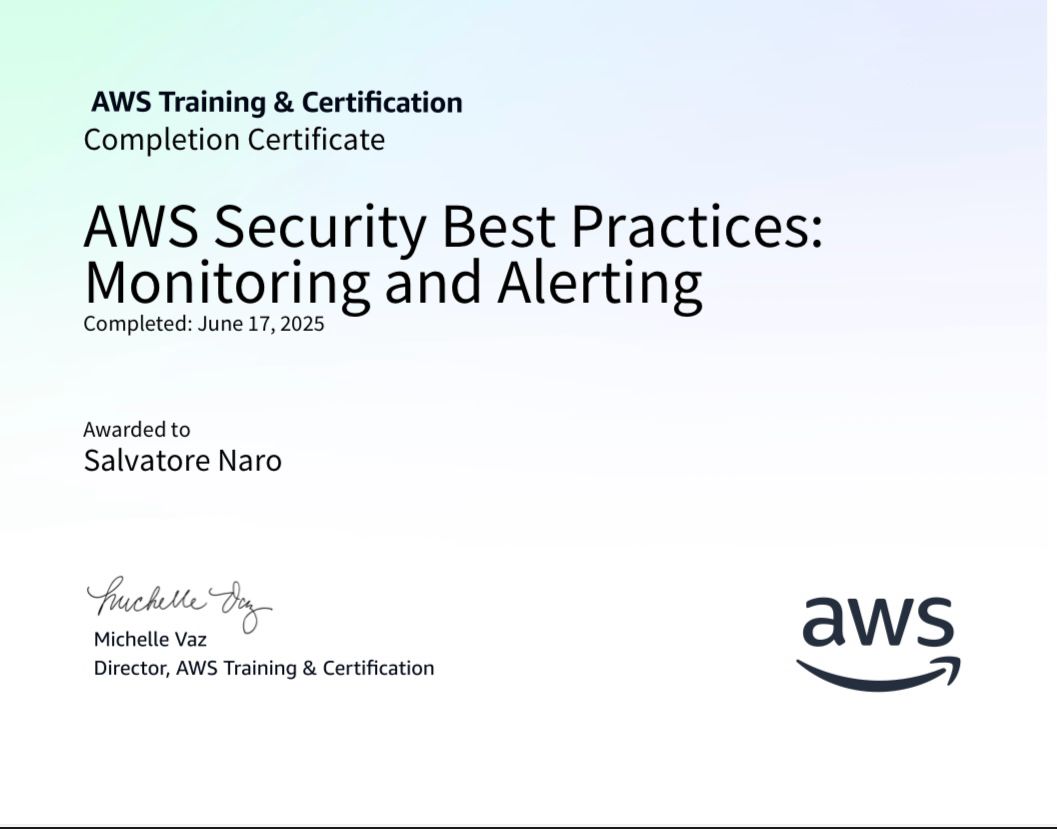 AWS Training & Certification
Completion Certificate
AWS Security Best Practices:
Monitoring and Alerting
Completed: June 17, 2025
Awarded to
Salvatore Naro
Michelle Vaz
Michelle Vaz
Director, AWS Training & Certification
aws